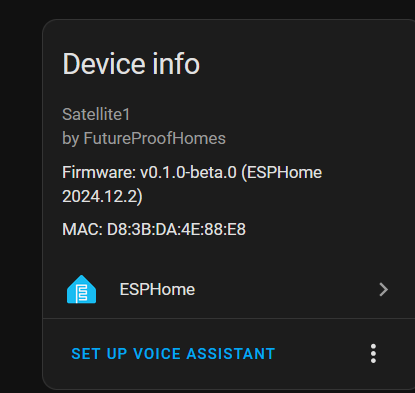 Device info
Satellite1
by FutureProofHomes
Firmware: v0.1.0-beta.0 (ESPHome
2024.12.2)
MAC: D8:3B:DA:4E:88:E8
ESPHome
SET UP VOICE ASSISTANT